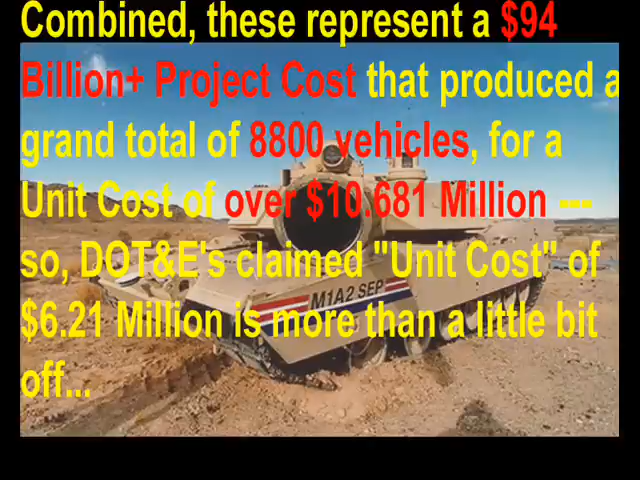 Combined, these represent a $94
Billion+ Project Cost that produced a
grand total of 8800 vehicles, for a
Unit Cost of over $10.681 Million ---
so, DOT&E's claimed "Unit Cost" of
$6.21 Million is more than a little bit
off...
M1A2 SEP